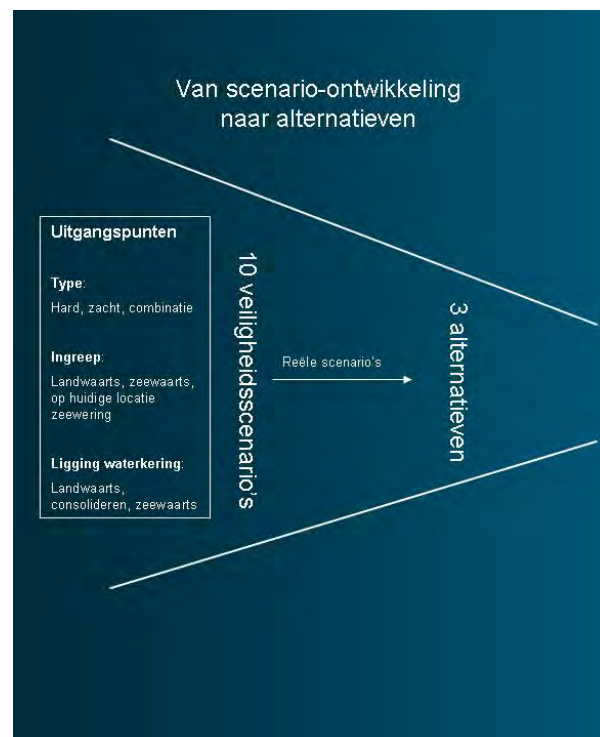 Van scenario-ontwikkeling
naar alternatieven
Uitgangspunten
Type:
Hard, zacht, combinatie
Ingreep:
Landwaarts, zeewaarts,
op huidige locatie
zeewering
Ligging waterkering:
Landwaarts,
consolideren, zeewaarts
10 veiligheidsscenario's
Reële scenario's
3 alternatieven